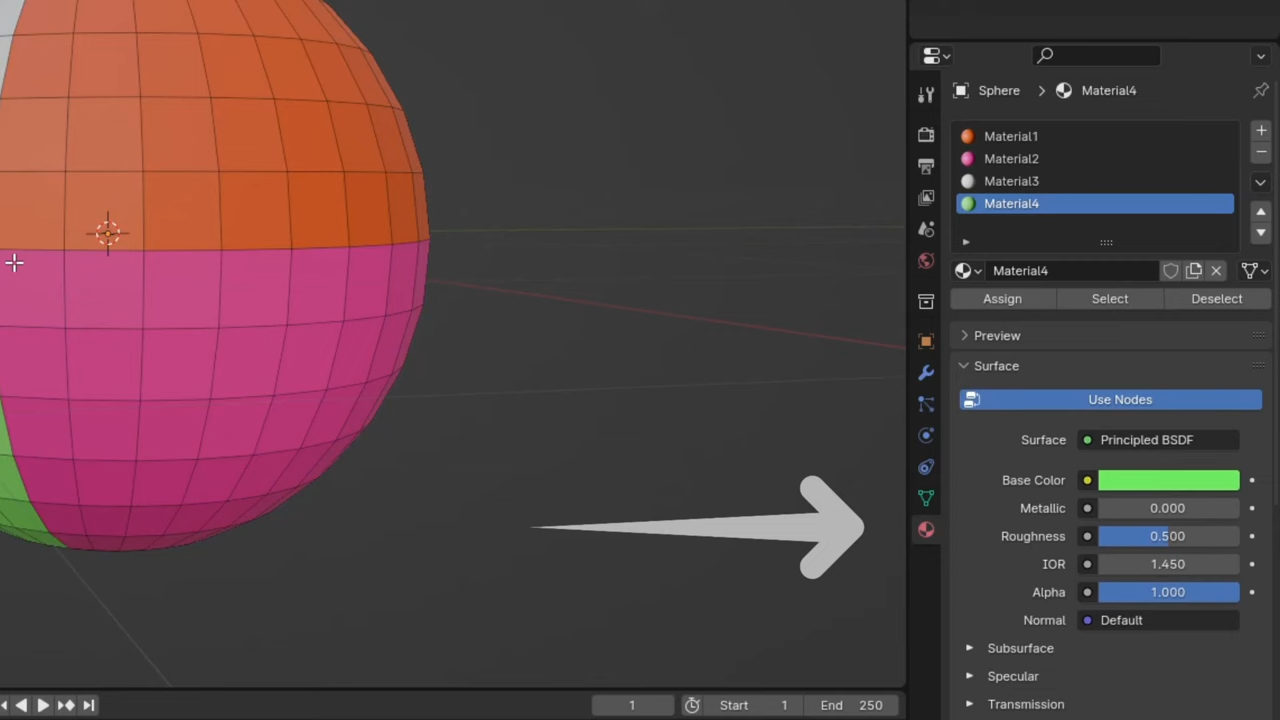 Sphere > Material4
Material1
Material2
Material3
Material4
Material4
Assign Select Deselect
Preview
Surface
Use Nodes
Surface Principled BSDF
Base Color
Metallic 0.000
Roughness 0.500
IOR 1.450
Alpha 1.000
Normal Default
Subsurface
Specular
Transmission
1 Start 1 End 250